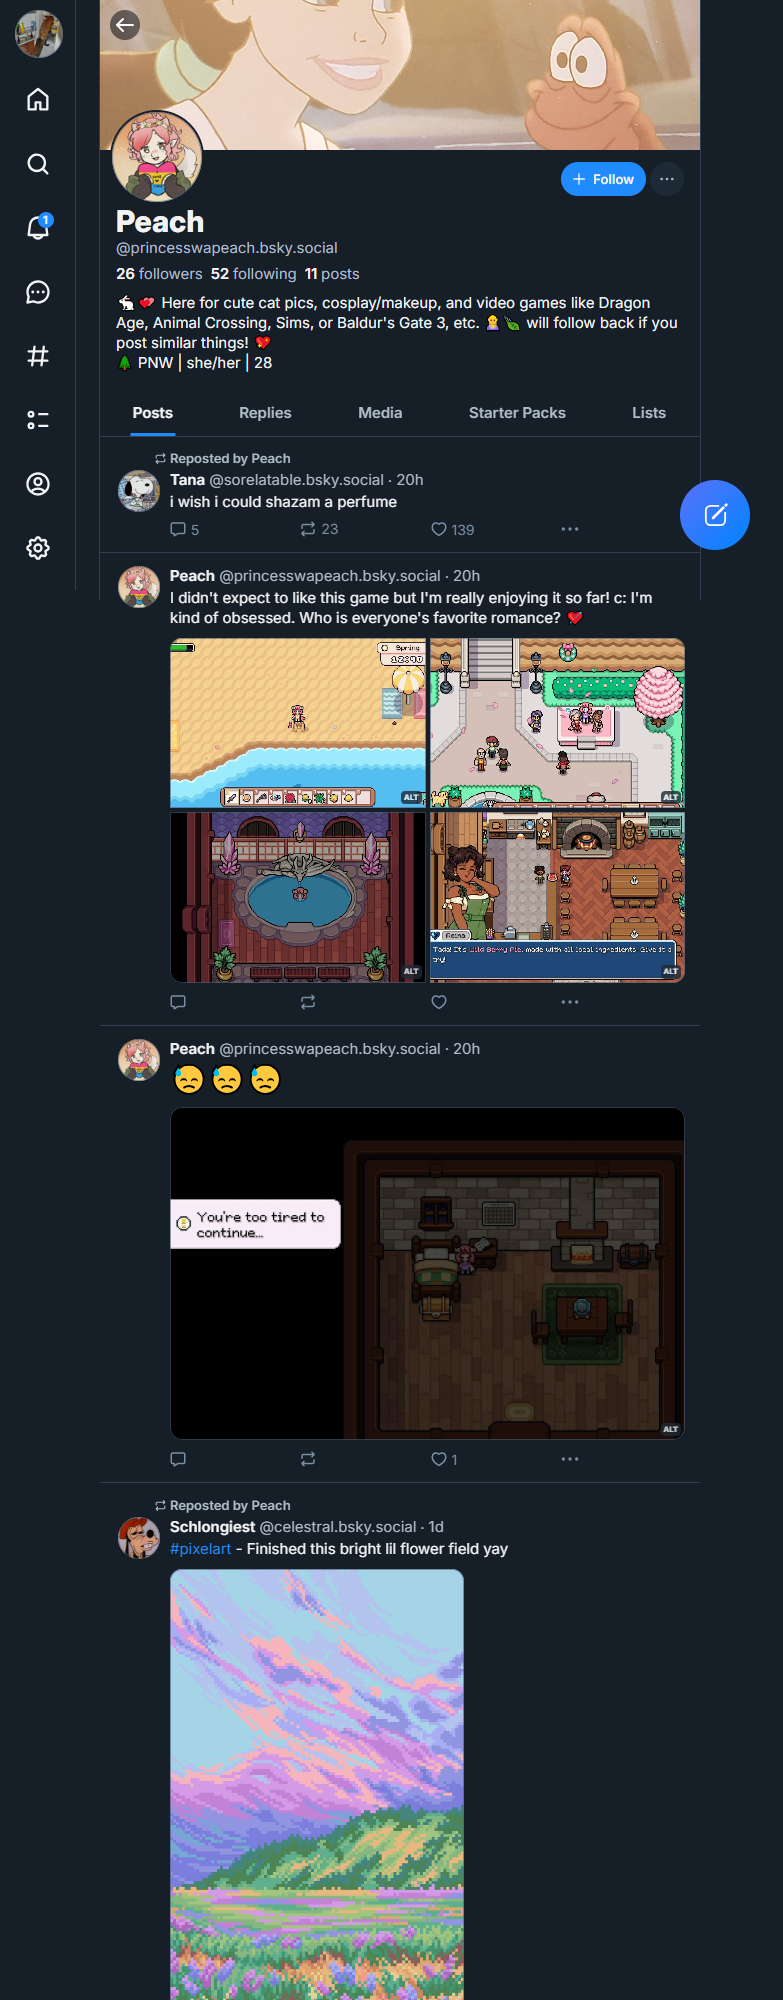 1
Follow
Peach
@princesswapeach.bsky.social
26 followers 52 following 11 posts
🐇 💕 Here for cute cat pics, cosplay/makeup, and video games like Dragon
Age, Animal Crossing, Sims, or Baldur's Gate 3, etc. 🧝‍♀️ 🍃 will follow back if you
post similar things! 💖
🌲 PNW | she/her | 28
Posts
Replies
Media
Starter Packs
Lists
Reposted by Peach
Tana @sorelatable.bsky.social · 20h
i wish i could shazam a perfume
5
23
139
Peach @princesswapeach.bsky.social · 20h
I didn't expect to like this game but I'm really enjoying it so far! c: I'm
kind of obsessed. Who is everyone's favorite romance? 💖
Spring
ALT
ALT
ALT
Reina
Tada! It's Wild Berry Pie, made with all local ingredients. Give it a
try!
ALT
Peach @princesswapeach.bsky.social · 20h
😓 😓 😓
You're too tired to
continue...
ALT
1
Reposted by Peach
Schlongiest @celestral.bsky.social · 1d
#pixelart - Finished this bright lil flower field yay